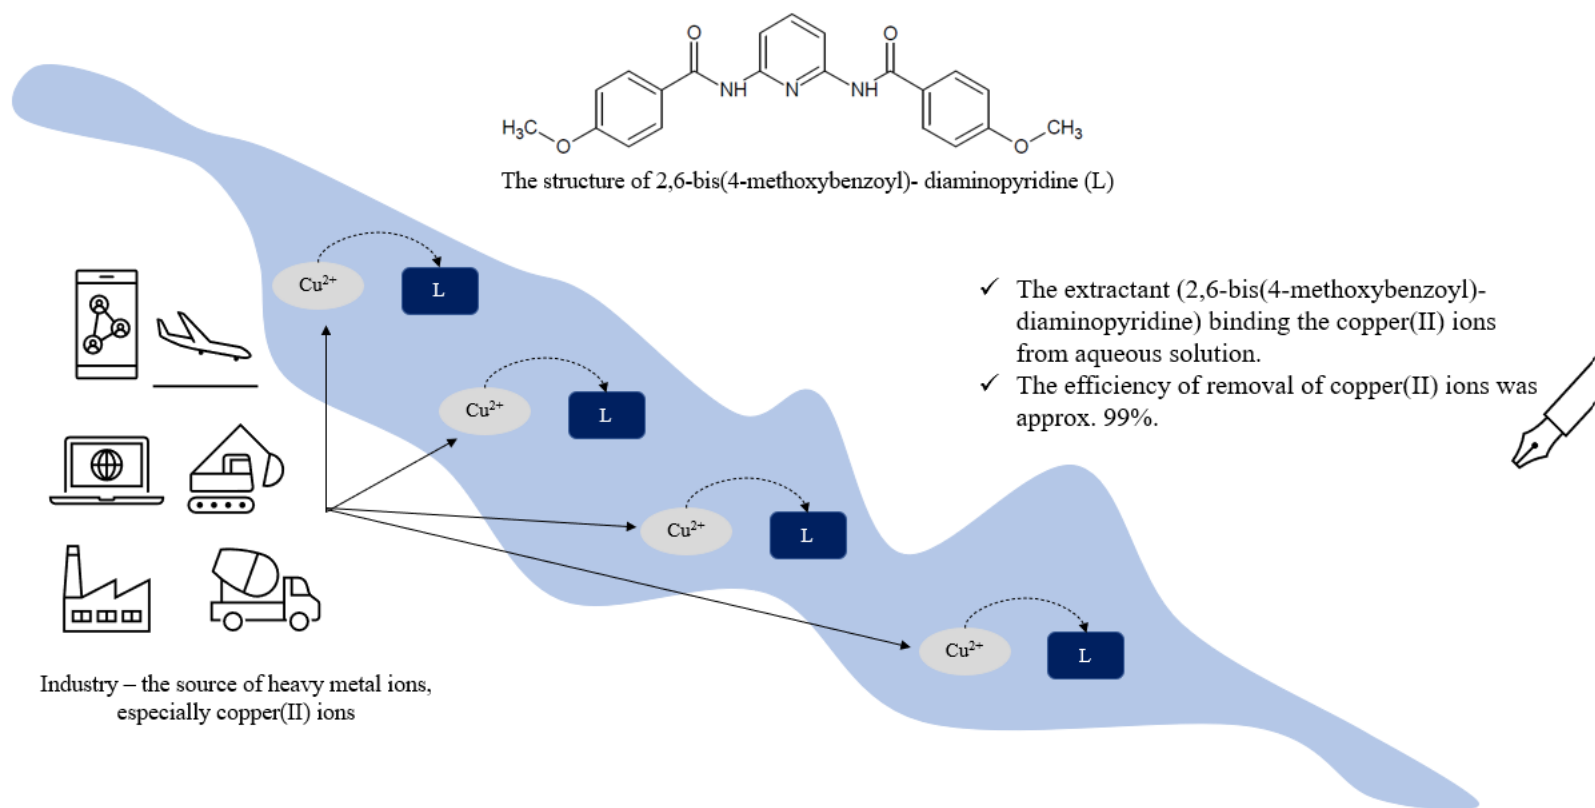 O
O
NH
N
NH
H₃C
O
O
CH₃
The structure of 2,6-bis(4-methoxybenzoyl)- diaminopyridine (L)
Cu²⁺
L
Cu²⁺
L
Cu²⁺
L
Cu²⁺
L
✓ The extractant (2,6-bis(4-methoxybenzoyl)-
diaminopyridine) binding the copper(II) ions
from aqueous solution.
✓ The efficiency of removal of copper(II) ions was
approx. 99%.
Industry – the source of heavy metal ions,
especially copper(II) ions